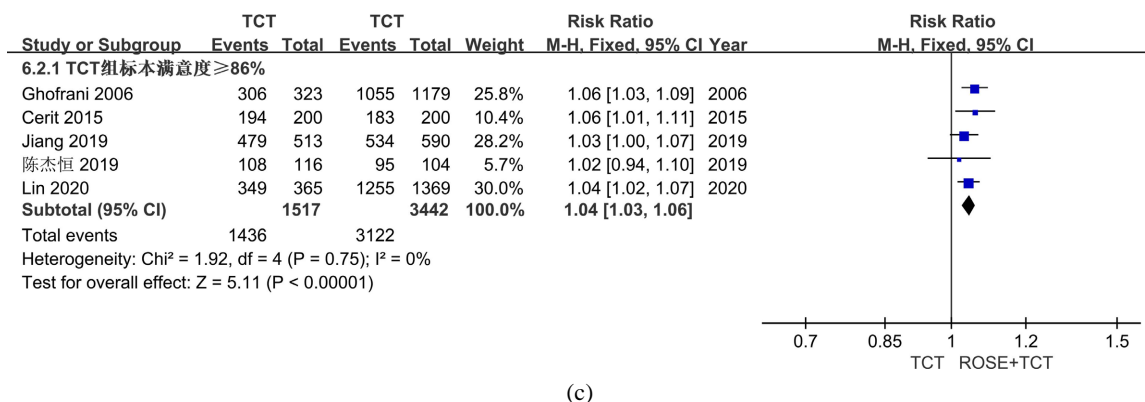 TCT TCT Risk Ratio Risk Ratio
Study or Subgroup Events Total Events Total Weight M-H, Fixed, 95% CI Year M-H, Fixed, 95% CI
6.2.1 TCT组标本满意度≥86%
Ghofrani 2006 306 323 1055 1179 25.8% 1.06 [1.03, 1.09] 2006
Cerit 2015 194 200 183 200 10.4% 1.06 [1.01, 1.11] 2015
Jiang 2019 479 513 534 590 28.2% 1.03 [1.00, 1.07] 2019
陈杰恒 2019 108 116 95 104 5.7% 1.02 [0.94, 1.10] 2019
Lin 2020 349 365 1255 1369 30.0% 1.04 [1.02, 1.07] 2020
Subtotal (95% CI) 1517 3442 100.0% 1.04 [1.03, 1.06]
Total events 1436 3122
Heterogeneity: Chi² = 1.92, df = 4 (P = 0.75); I² = 0%
Test for overall effect: Z = 5.11 (P < 0.00001)
0.7 0.85 1 1.2 1.5
TCT ROSE+TCT
(c)